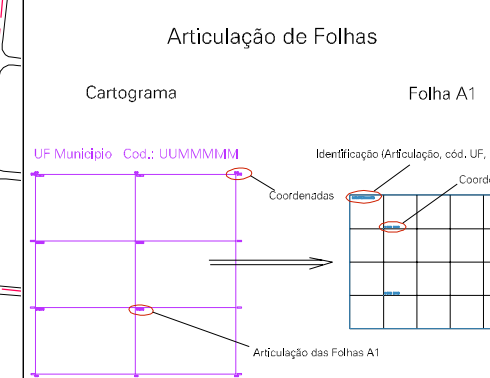 Articulação de Folhas
Cartograma
Folha A1
UF Municipio Cod.: UUMMMMM
Identificação (Articulação, cód. UF,
Coordenadas
Articulação das Folhas A1